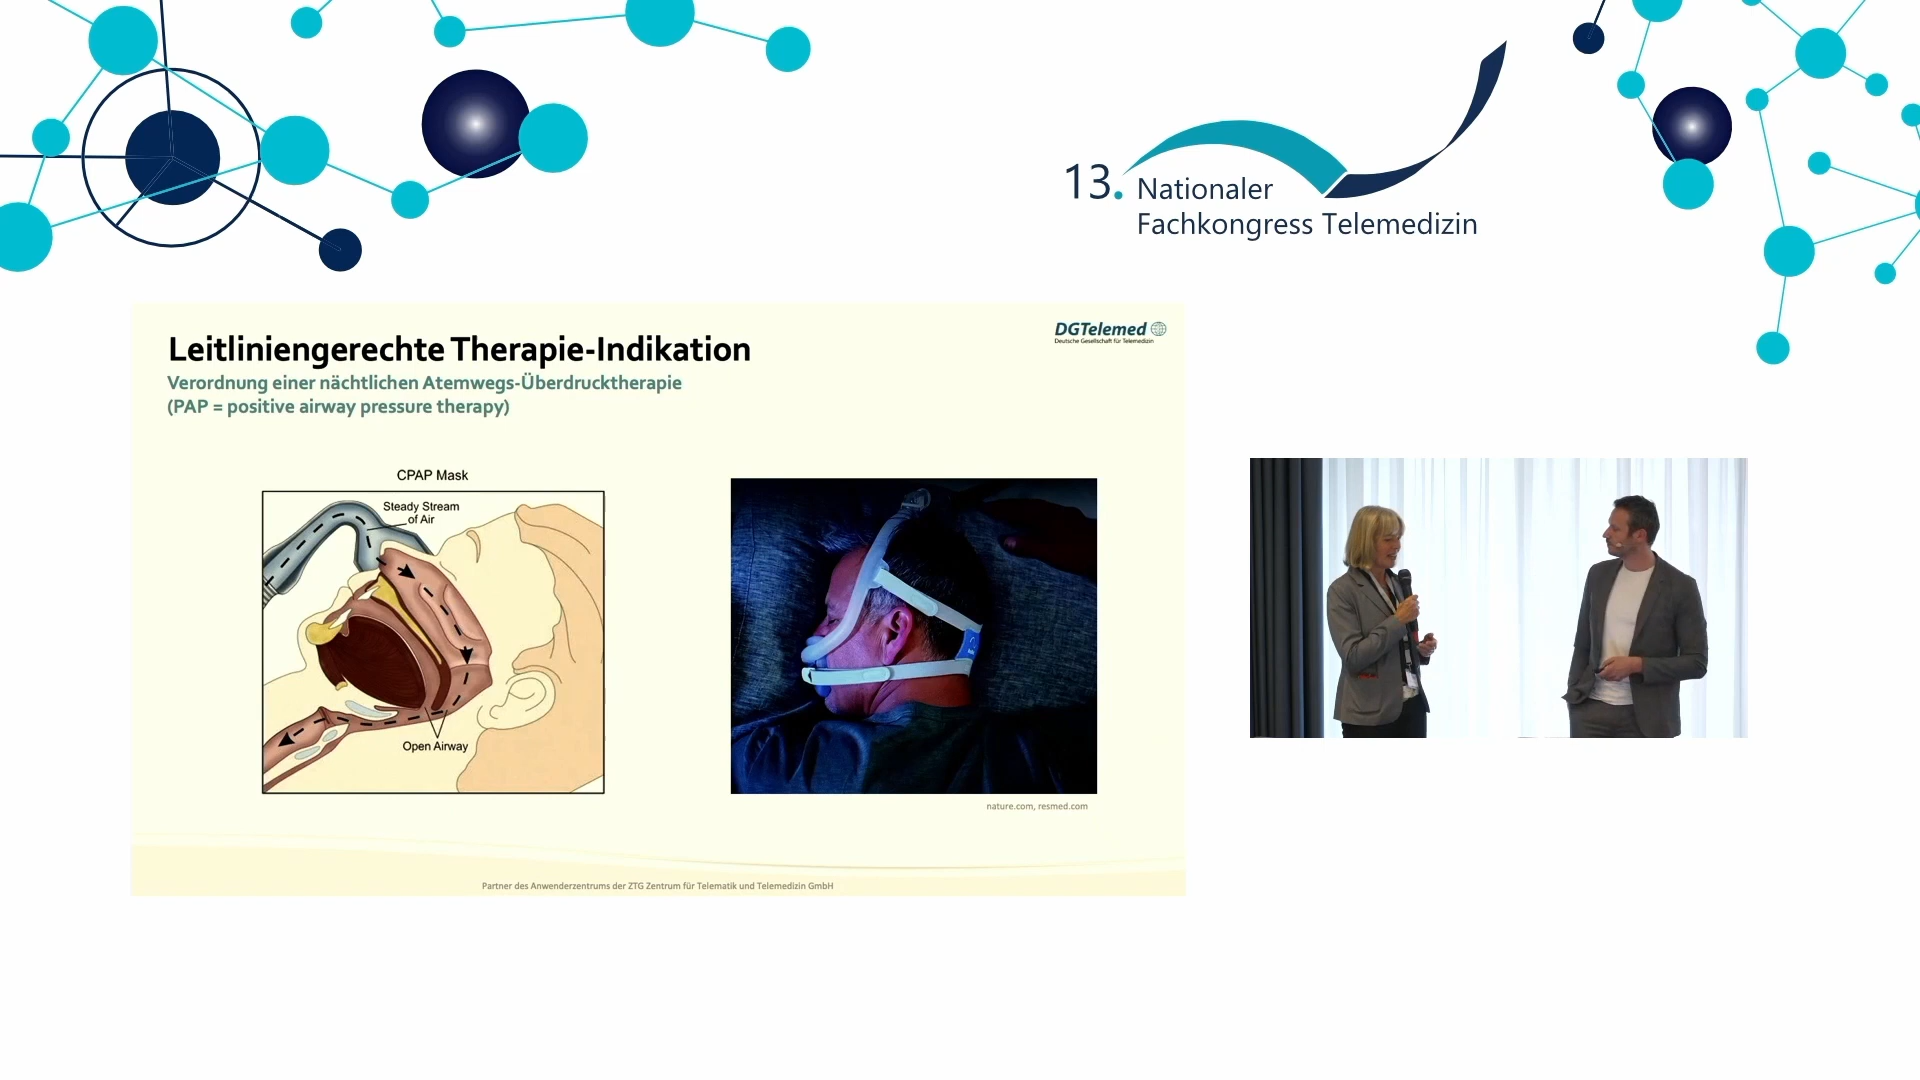 13. Nationaler
Fachkongress Telemedizin
Leitliniengerechte Therapie-Indikation
DGTelemed
Deutsche Gesellschaft für Telemedizin
Verordnung einer nächtlichen Atemwegs-Überdrucktherapie
(PAP = positive airway pressure therapy)
CPAP Mask
Steady Stream
of Air
Open Airway
nature.com, resmed.com
Partner des Anwenderzentrums der ZTG Zentrum für Telematik und Telemedizin GmbH